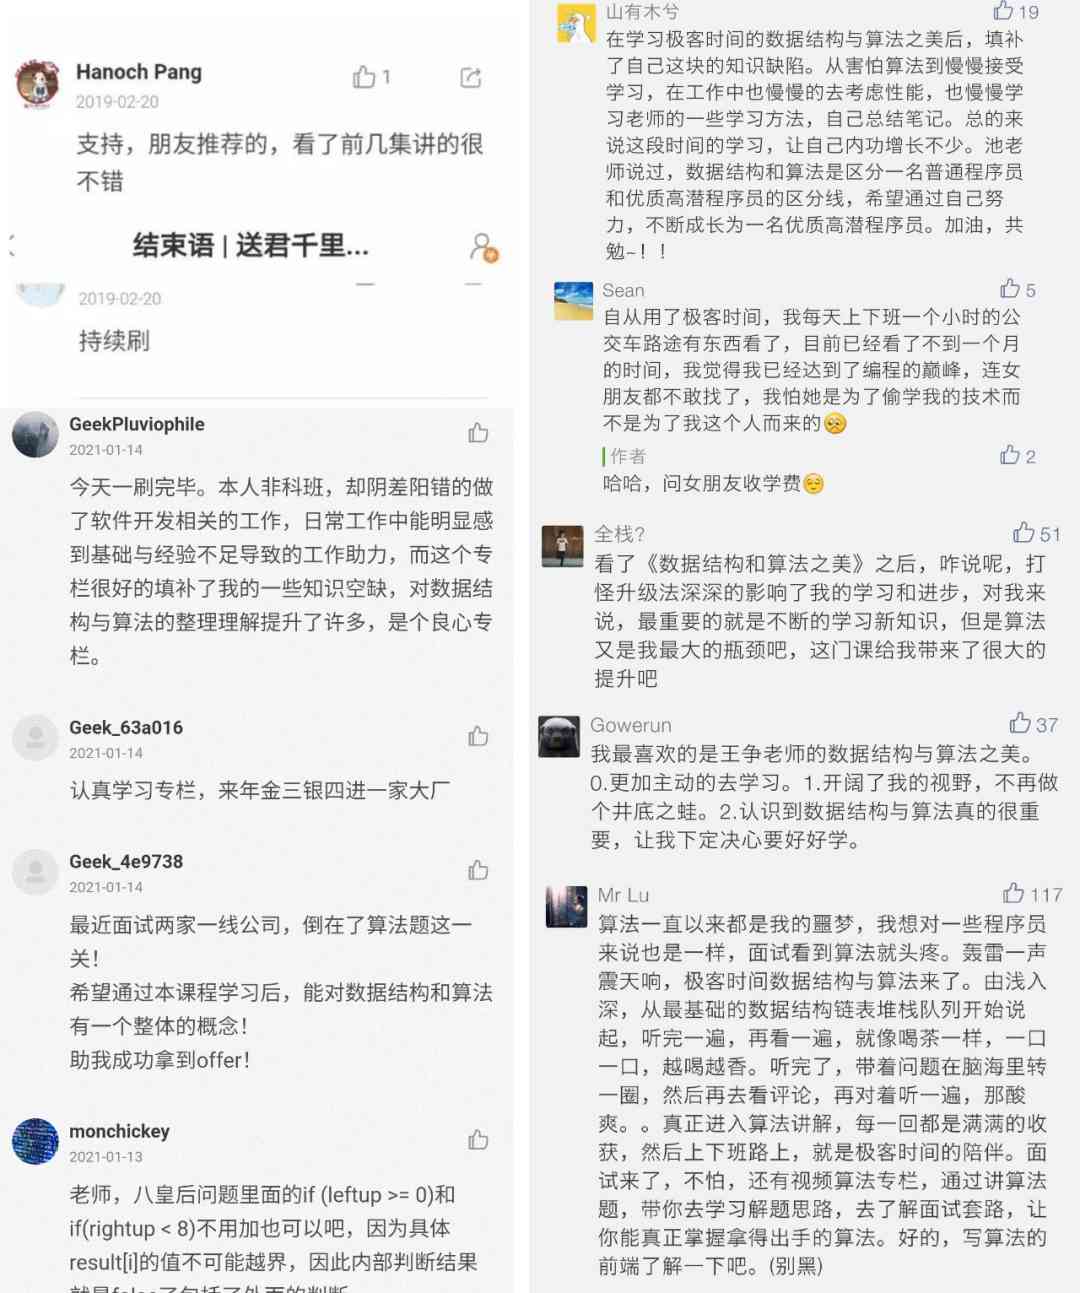 Hanoch Pang
1
2019-02-20
支持，朋友推荐的，看了前几集讲的很
不错
结束语 | 送君千里...
2019-02-20
持续刷
GeekPluviophile
2021-01-14
今天一刷完毕。本人非科班，却阴差阳错的做
了软件开发相关的工作，日常工作中能明显感
到基础与经验不足导致的工作助力，而这个专
栏很好的填补了我的一些知识空缺，对数据结
构与算法的整理理解提升了许多，是个良心专
栏。
Geek_63a016
2021-01-14
认真学习专栏，来年金三银四进一家大厂
Geek_4e9738
2021-01-14
最近面试两家一线公司，倒在了算法题这一
关！
希望通过本课程学习后，能对数据结构和算法
有一个整体的概念！
助我成功拿到offer！
monchickey
2021-01-13
老师，八皇后问题里面的if (leftup >= 0)和
if(rightup < 8)不用加也可以吧，因为具体
result[i]的值不可能越界，因此内部判断结果
就是false了包括了外面的判断
山有木兮
19
在学习极客时间的数据结构与算法之美后，填补
了自己这块的知识缺陷。从害怕算法到慢慢接受
学习，在工作中也慢慢的去考虑性能，也慢慢学
习老师的一些学习方法，自己总结笔记。总的来
说这段时间的学习，让自己内功增长不少。池老
师说过，数据结构和算法是区分一名普通程序员
和优质高潜程序员的区分线，希望通过自己努
力，不断成长为一名优质高潜程序员。加油，共
勉~！！
Sean
5
自从用了极客时间，我每天上下班一个小时的公
交车路途有东西看了，目前已经看了不到一个月
的时间，我觉得我已经达到了编程的巅峰，连女
朋友都不敢找了，我怕她是为了偷学我的技术而
不是为了我这个人而来的🥺
作者
2
哈哈，问女朋友收学费😌
全栈?
51
看了《数据结构和算法之美》之后，咋说呢，打
怪升级法深深的影响了我的学习和进步，对我来
说，最重要的就是不断的学习新知识，但是算法
又是我最大的瓶颈吧，这门课给我带来了很大的
提升吧
Gowerun
37
我最喜欢的是王争老师的数据结构与算法之美。
0.更加主动的去学习。1.开阔了我的视野，不再做
个井底之蛙。2.认识到数据结构与算法真的很重
要，让我下定决心要好好学。
Mr Lu
117
算法一直以来都是我的噩梦，我想对一些程序员
来说也是一样，面试看到算法就头疼。轰雷一声
震天响，极客时间数据结构与算法来了。由浅入
深，从最基础的数据结构链表堆栈队列开始说
起，听完一遍，再看一遍，就像喝茶一样，一口
一口，越喝越香。听完了，带着问题在脑海里转
一圈，然后再去看评论，再对着听一遍，那酸
爽。。真正进入算法讲解，每一回都是满满的收
获，然后上下班路上，就是极客时间的陪伴。面
试来了，不怕，还有视频算法专栏，通过讲算法
题，带你去学习解题思路，去了解面试套路，让
你能真正掌握拿得出手的算法。好的，写算法的
前端了解一下吧。(别黑)